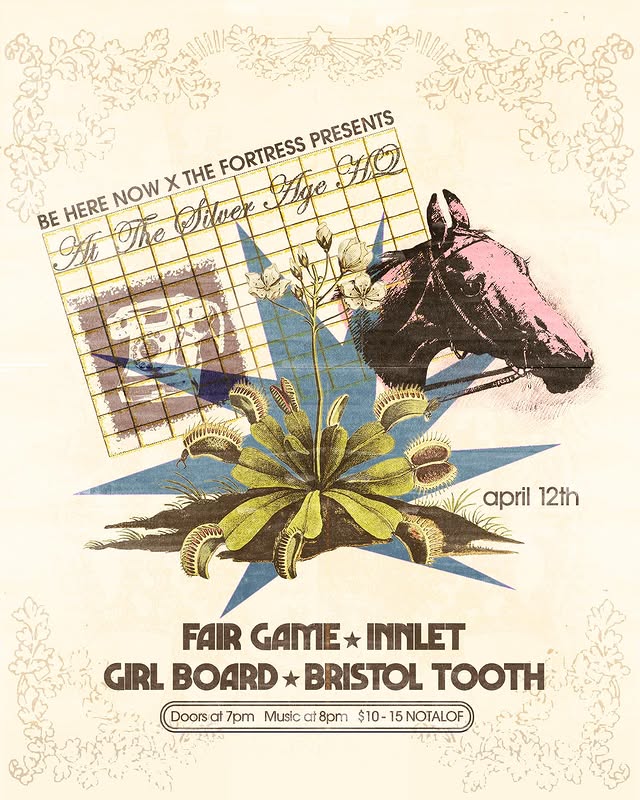 BE HERE NOW X THE FORTRESS PRESENTS
At The Silver Age HQ
april 12th
FAIR GAME ★ INNLET
GIRL BOARD ★ BRISTOL TOOTH
Doors at 7pm Music at 8pm $10 - 15 NOTALOF